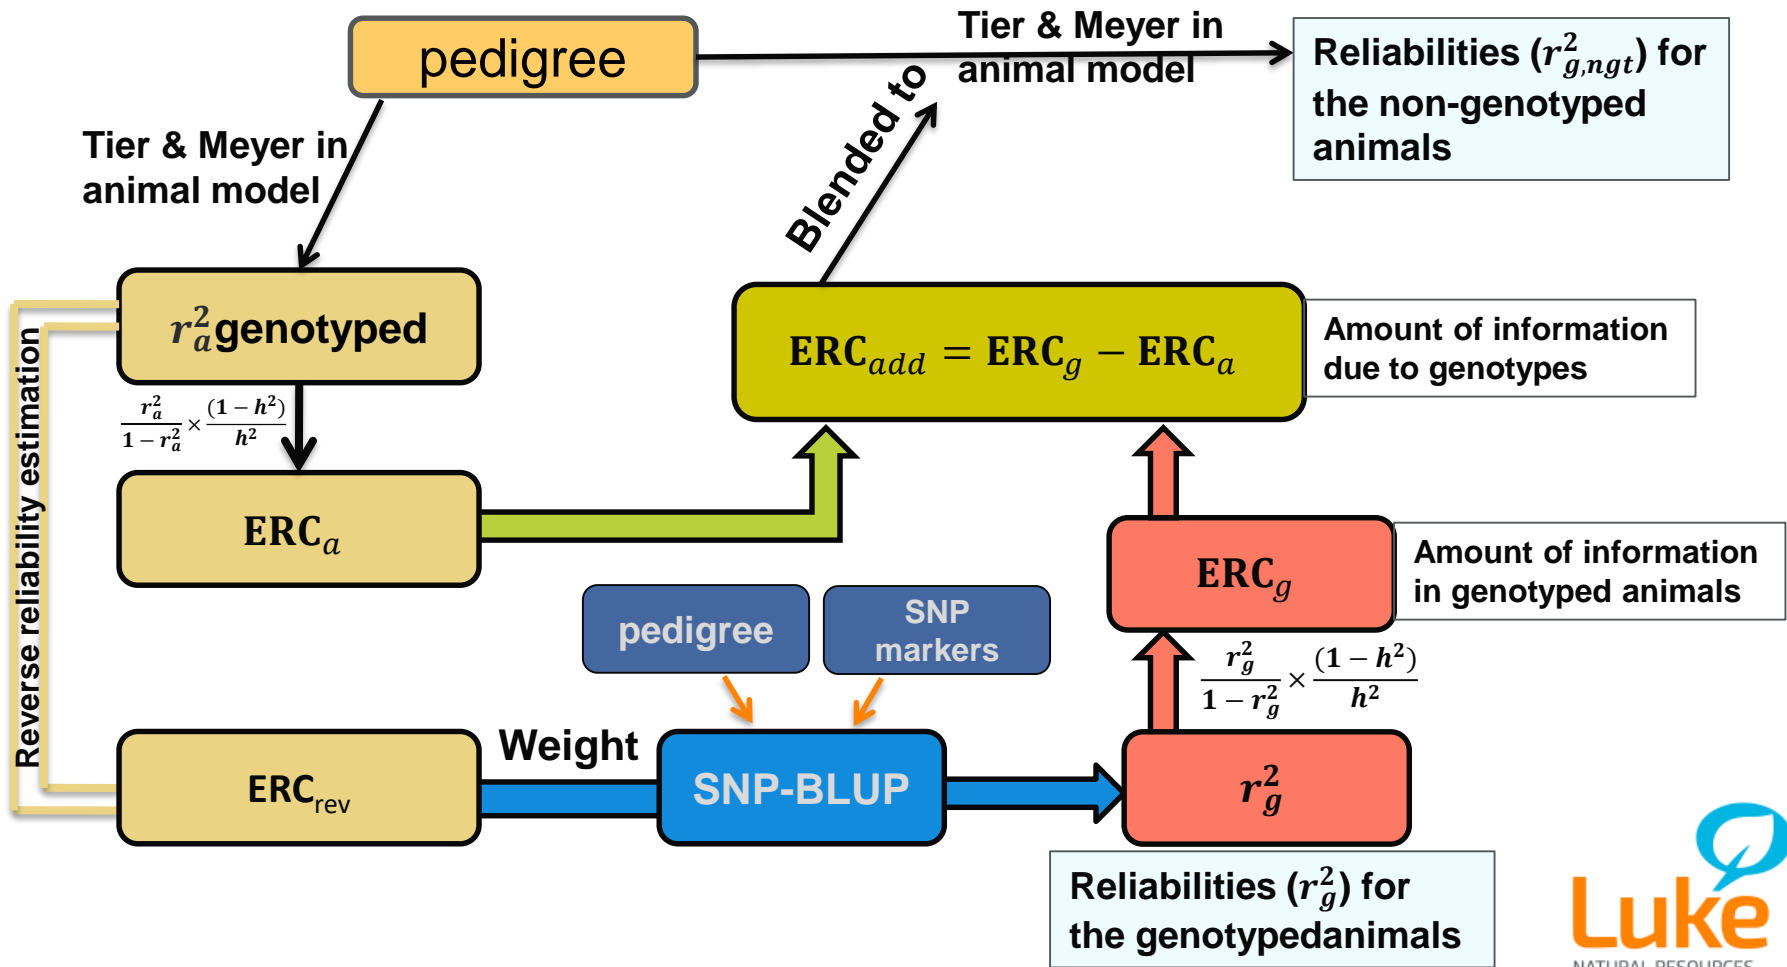 pedigree
Tier & Meyer in
animal model
Reliabilities (r²g,ngt) for
the non-genotyped
animals
Tier & Meyer in
animal model
Blended to
r²a genotyped
ERCadd = ERCg − ERCa
Amount of information
due to genotypes
r²a / (1 − r²a) × (1 − h²) / h²
Reverse reliability estimation
ERCa
ERCg
Amount of information
in genotyped animals
pedigree
SNP
markers
r²g / (1 − r²g) × (1 − h²) / h²
ERCrev
Weight
SNP-BLUP
r²g
Reliabilities (r²g) for
the genotypedanimals
Luke
NATURAL RESOURCES